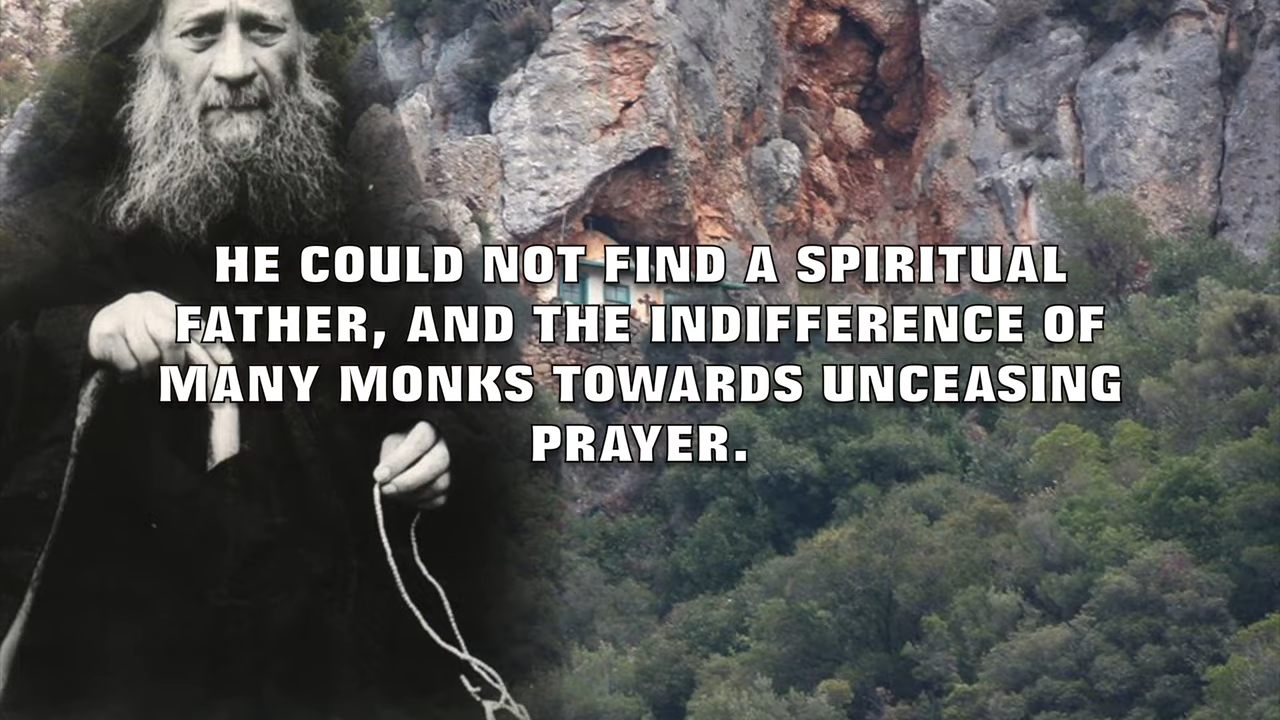 HE COULD NOT FIND A SPIRITUAL
FATHER, AND THE INDIFFERENCE OF
MANY MONKS TOWARDS UNCEASING
PRAYER.